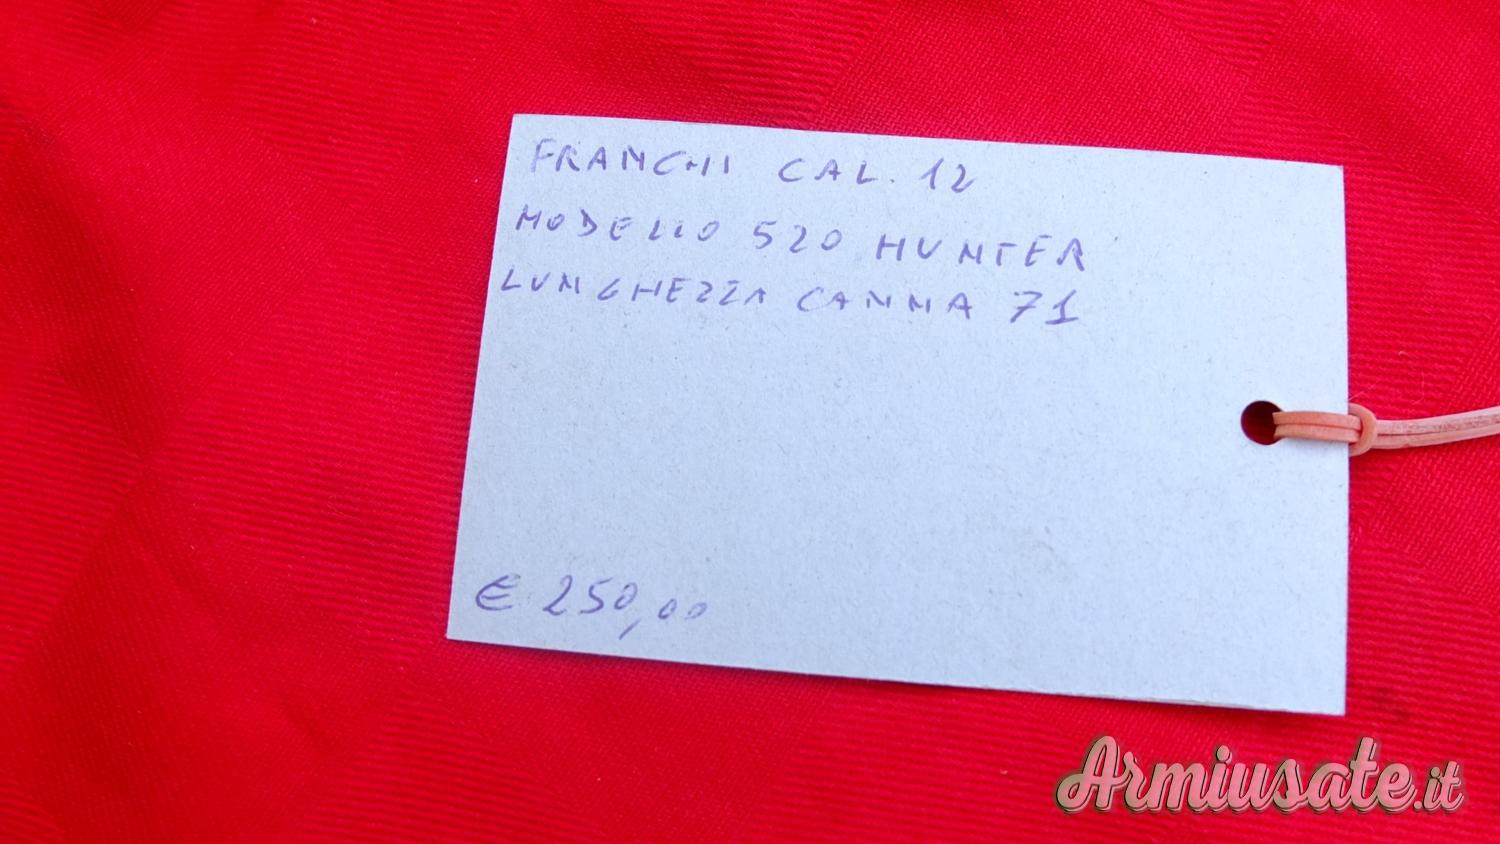 FRANCHI CAL. 12
MODELLO 520 HUNTER
LUNGHEZZA CANNA 71
€ 250,00
Armiusate.it